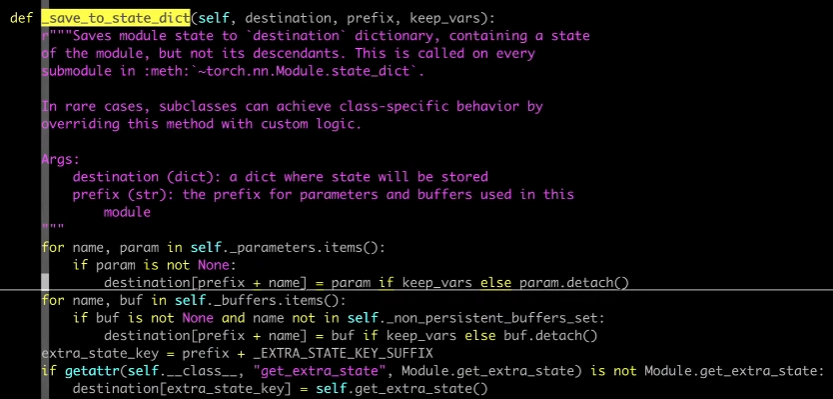 def _save_to_state_dict(self, destination, prefix, keep_vars):
r"""Saves module state to `destination` dictionary, containing a state
of the module, but not its descendants. This is called on every
submodule in :meth:`~torch.nn.Module.state_dict`.
In rare cases, subclasses can achieve class-specific behavior by
overriding this method with custom logic.
Args:
destination (dict): a dict where state will be stored
prefix (str): the prefix for parameters and buffers used in this
module
"""
for name, param in self._parameters.items():
if param is not None:
destination[prefix + name] = param if keep_vars else param.detach()
for name, buf in self._buffers.items():
if buf is not None and name not in self._non_persistent_buffers_set:
destination[prefix + name] = buf if keep_vars else buf.detach()
extra_state_key = prefix + _EXTRA_STATE_KEY_SUFFIX
if getattr(self.__class__, "get_extra_state", Module.get_extra_state) is not Module.get_extra_state:
destination[extra_state_key] = self.get_extra_state()